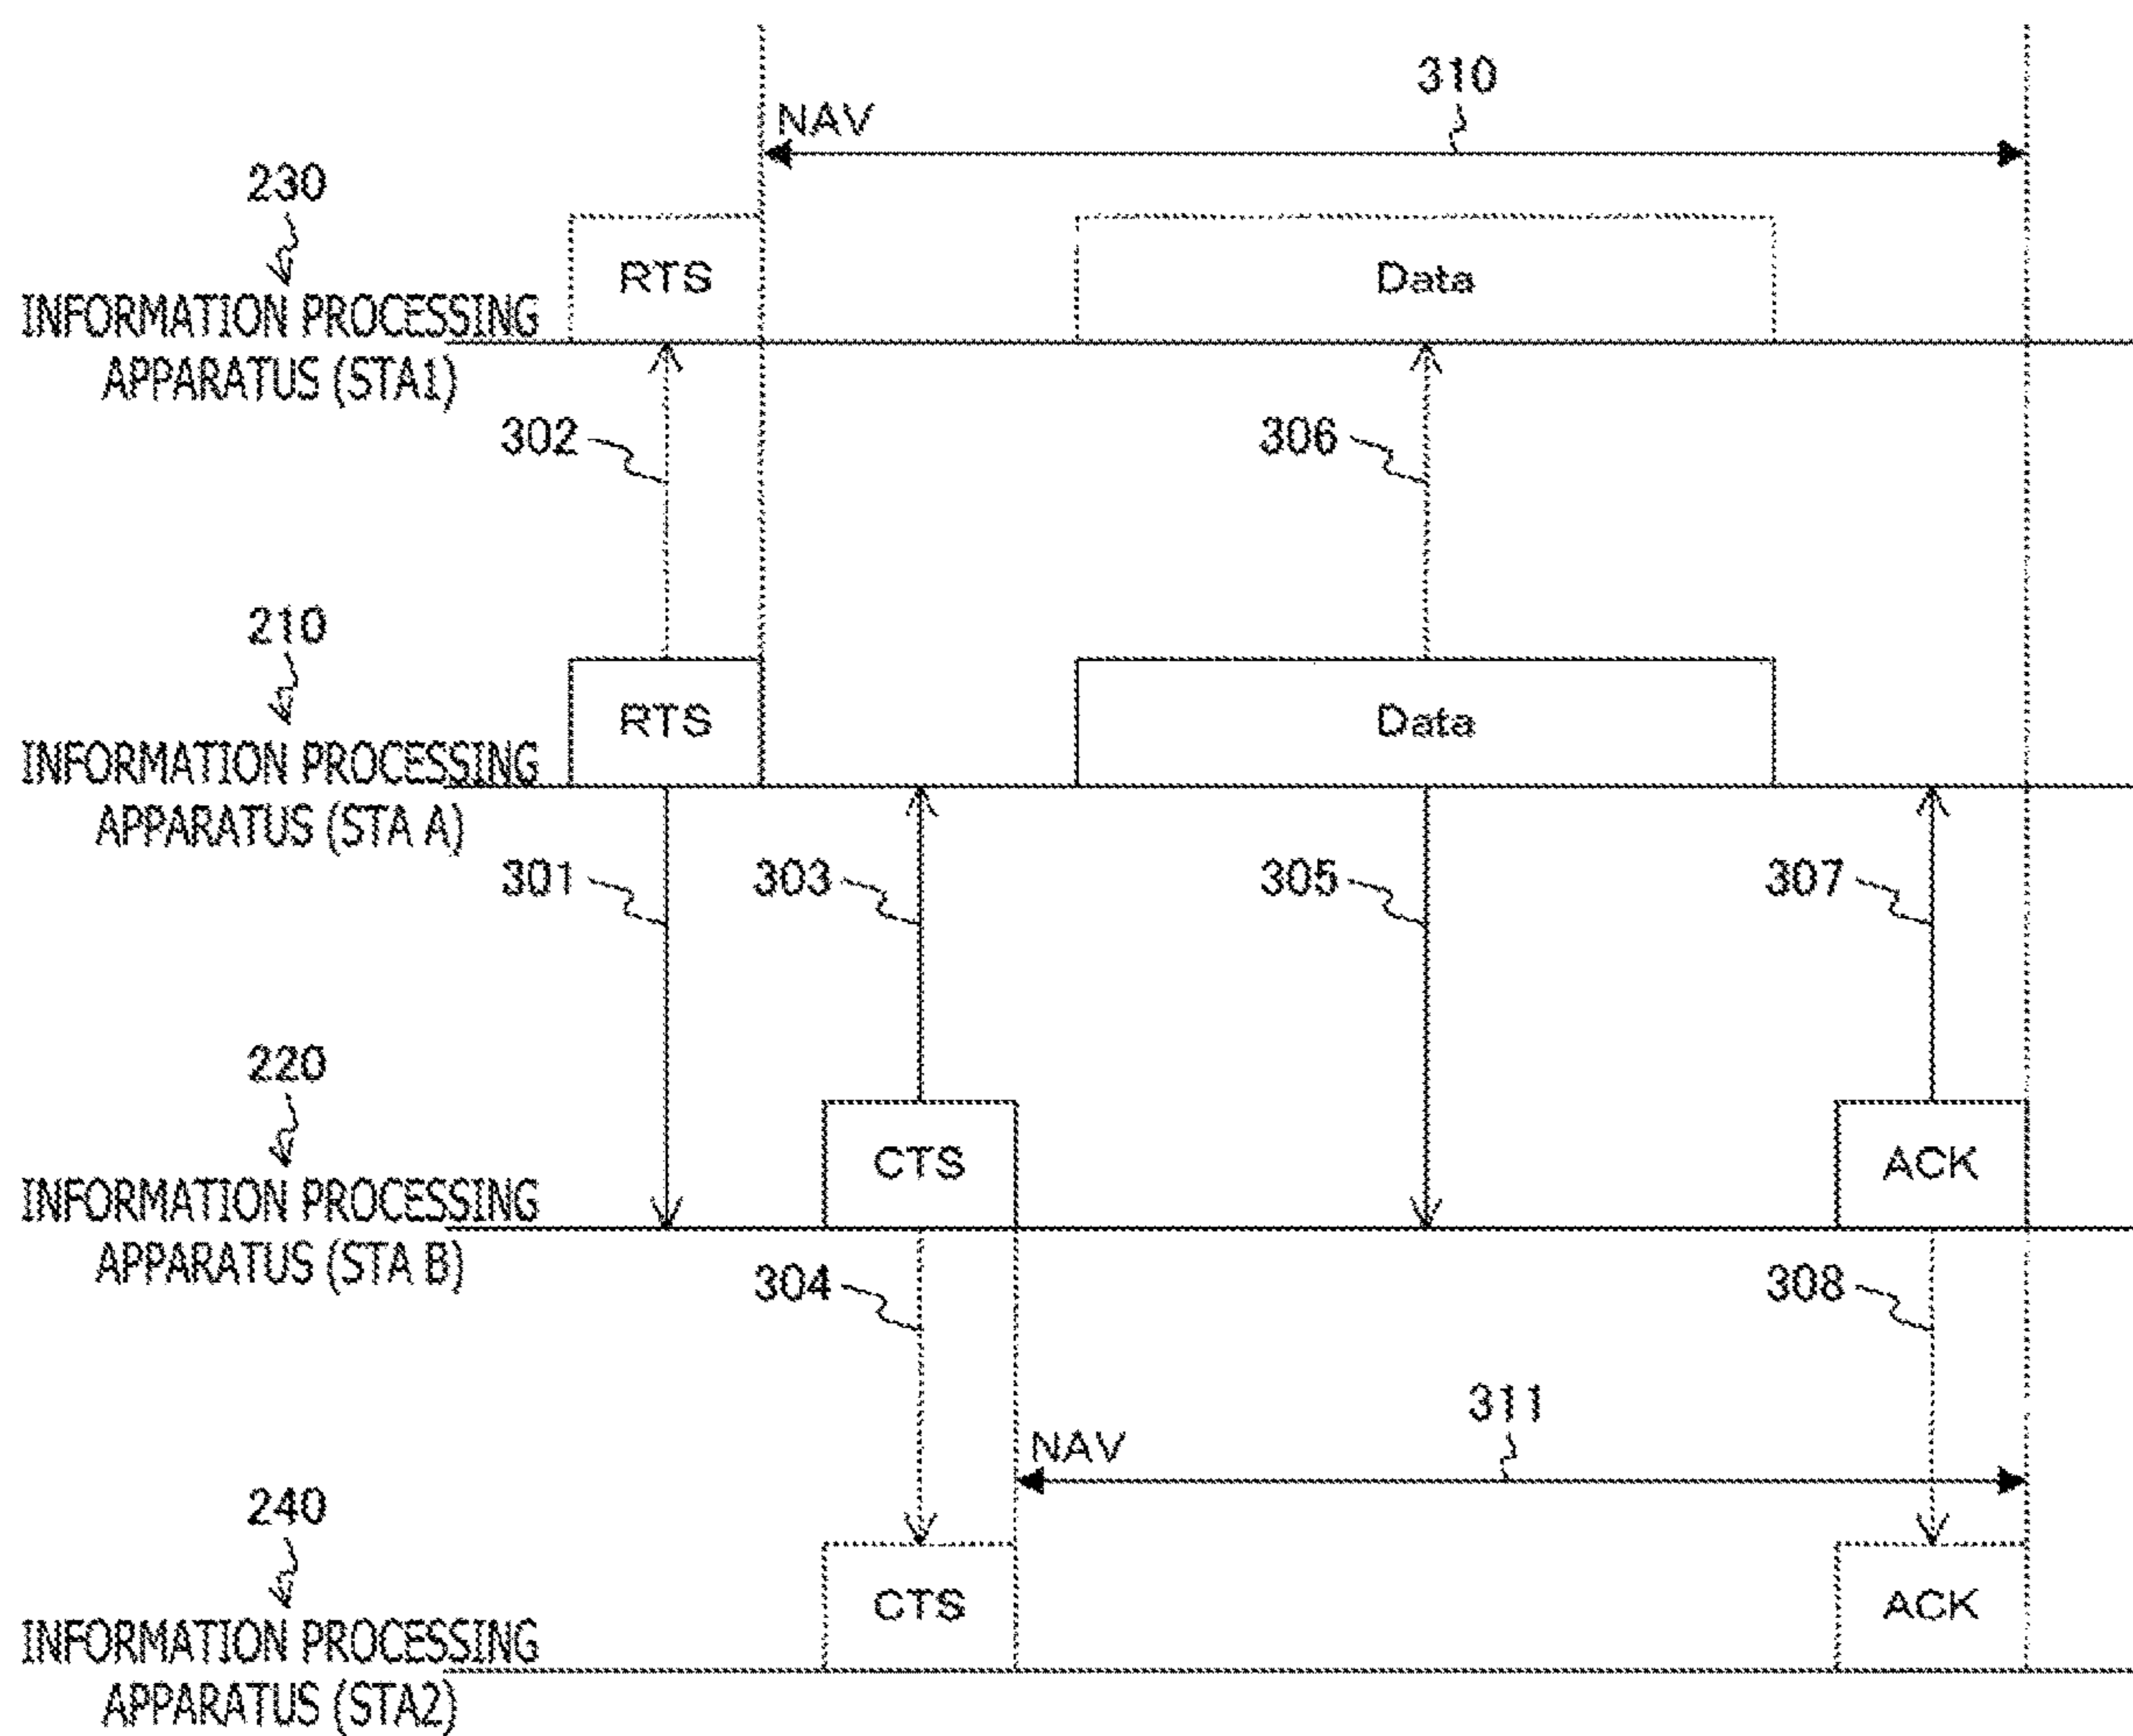 310
NAV
230
RTS
Data
INFORMATION PROCESSING
APPARATUS (STA1)
302
306
210
RTS
Data
INFORMATION PROCESSING
APPARATUS (STA A)
301
303
305
307
220
CTS
ACK
INFORMATION PROCESSING
APPARATUS (STA B)
304
308
311
NAV
240
CTS
ACK
INFORMATION PROCESSING
APPARATUS (STA2)